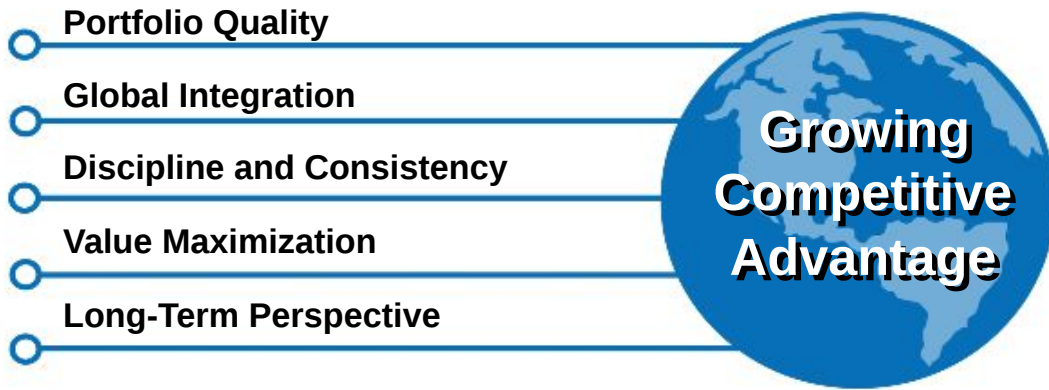 Portfolio Quality
Global Integration
Discipline and Consistency
Value Maximization
Long-Term Perspective
Growing
Competitive
Advantage